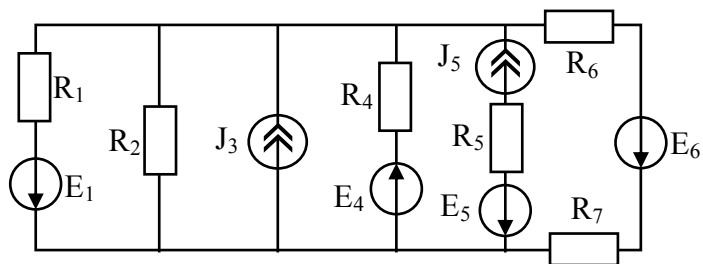 J₅
R₆
R₁
R₄
R₂
J₃
R₅
E₆
E₁
E₄
E₅
R₇